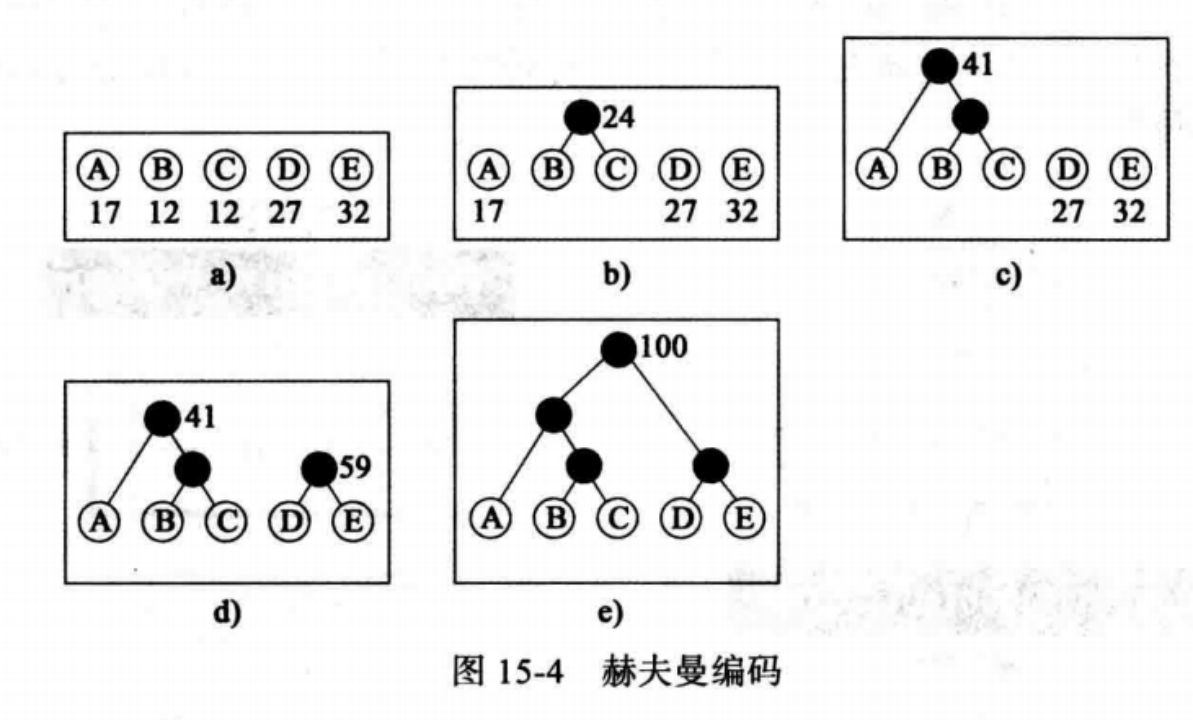 A B C D E
17 12 12 27 32
a)
24
A B C D E
17 27 32
b)
41
A B C D E
27 32
c)
41
59
A B C D E
d)
100
A B C D E
e)
图 15-4 赫夫曼编码